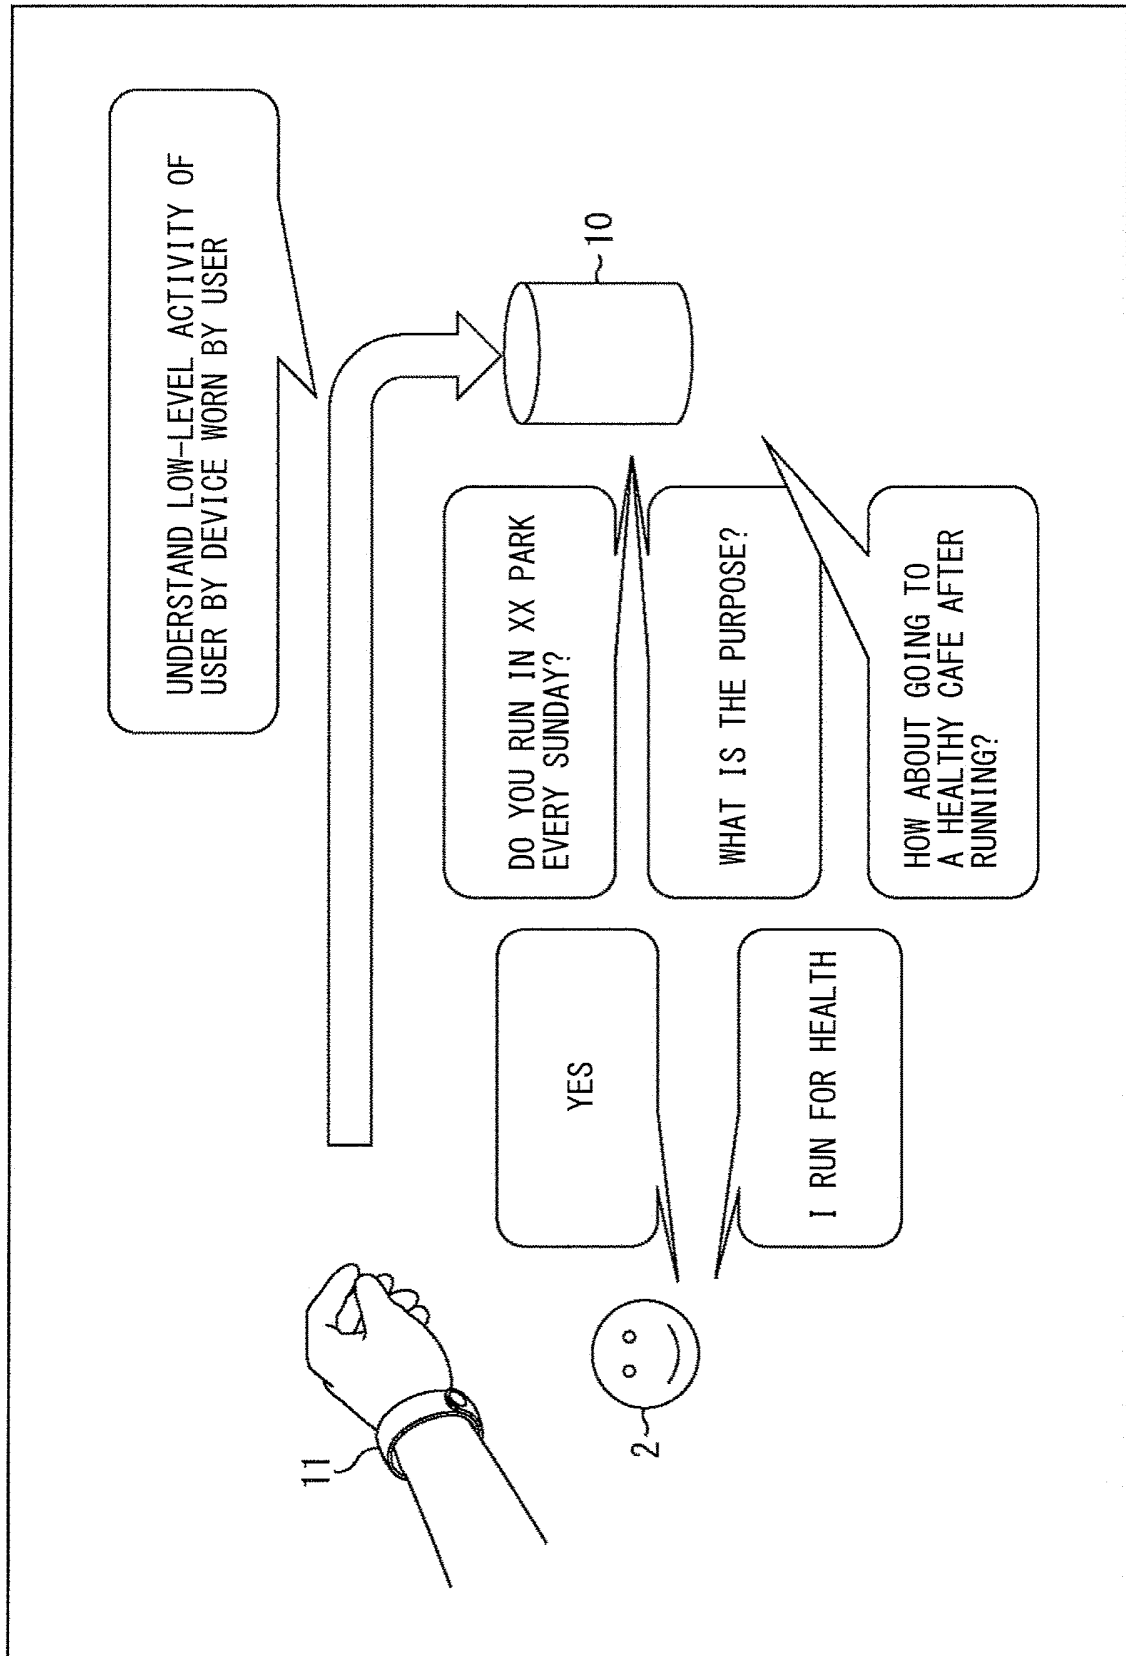 UNDERSTAND LOW-LEVEL ACTIVITY OF
USER BY DEVICE WORN BY USER
11
10
DO YOU RUN IN XX PARK
EVERY SUNDAY?
YES
2
WHAT IS THE PURPOSE?
I RUN FOR HEALTH
HOW ABOUT GOING TO
A HEALTHY CAFE AFTER
RUNNING?